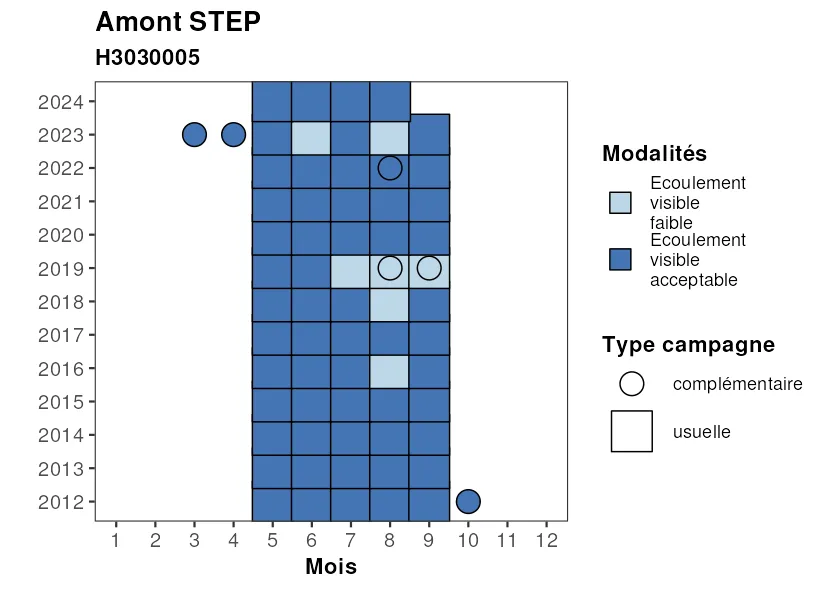 Amont STEP
H3030005
2024
2023
2022
2021
2020
2019
2018
2017
2016
2015
2014
2013
2012
1 2 3 4 5 6 7 8 9 10 11 12
Mois
Modalités
Ecoulement
visible
faible
Ecoulement
visible
acceptable
Type campagne
complémentaire
usuelle